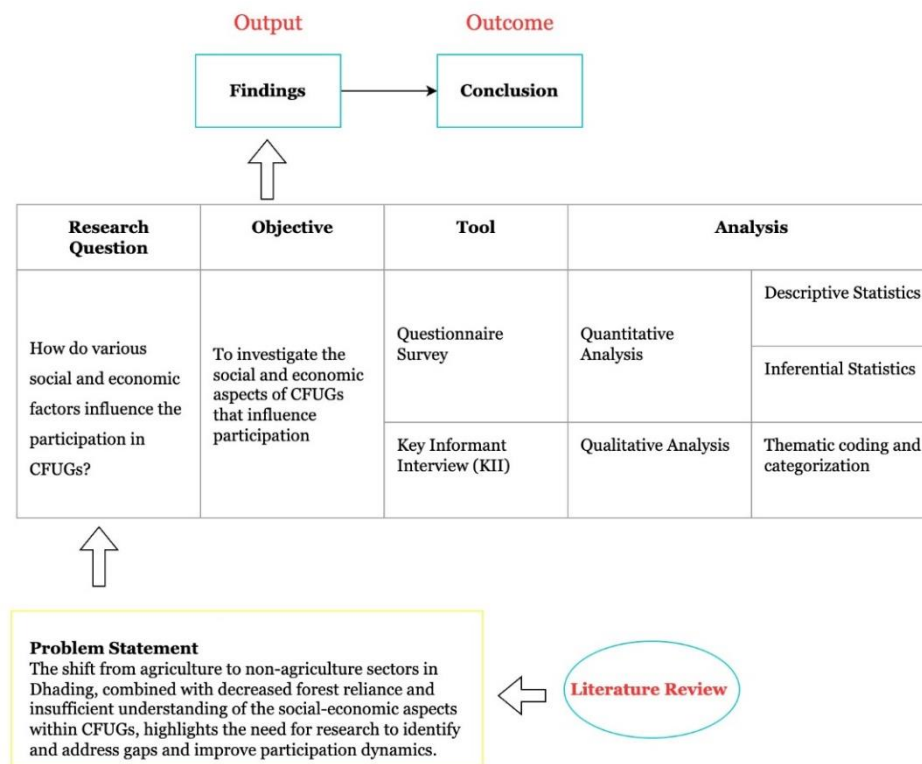 Output
Outcome
Findings
Conclusion
Research
Question
Objective
Tool
Analysis
How do various
social and economic
factors influence the
participation in
CFUGs?
To investigate the
social and economic
aspects of CFUGs
that influence
participation
Questionnaire
Survey
Quantitative
Analysis
Descriptive Statistics
Inferential Statistics
Key Informant
Interview (KII)
Qualitative Analysis
Thematic coding and
categorization
Problem Statement
The shift from agriculture to non-agriculture sectors in
Dhading, combined with decreased forest reliance and
insufficient understanding of the social-economic aspects
within CFUGs, highlights the need for research to identify
and address gaps and improve participation dynamics.
Literature Review